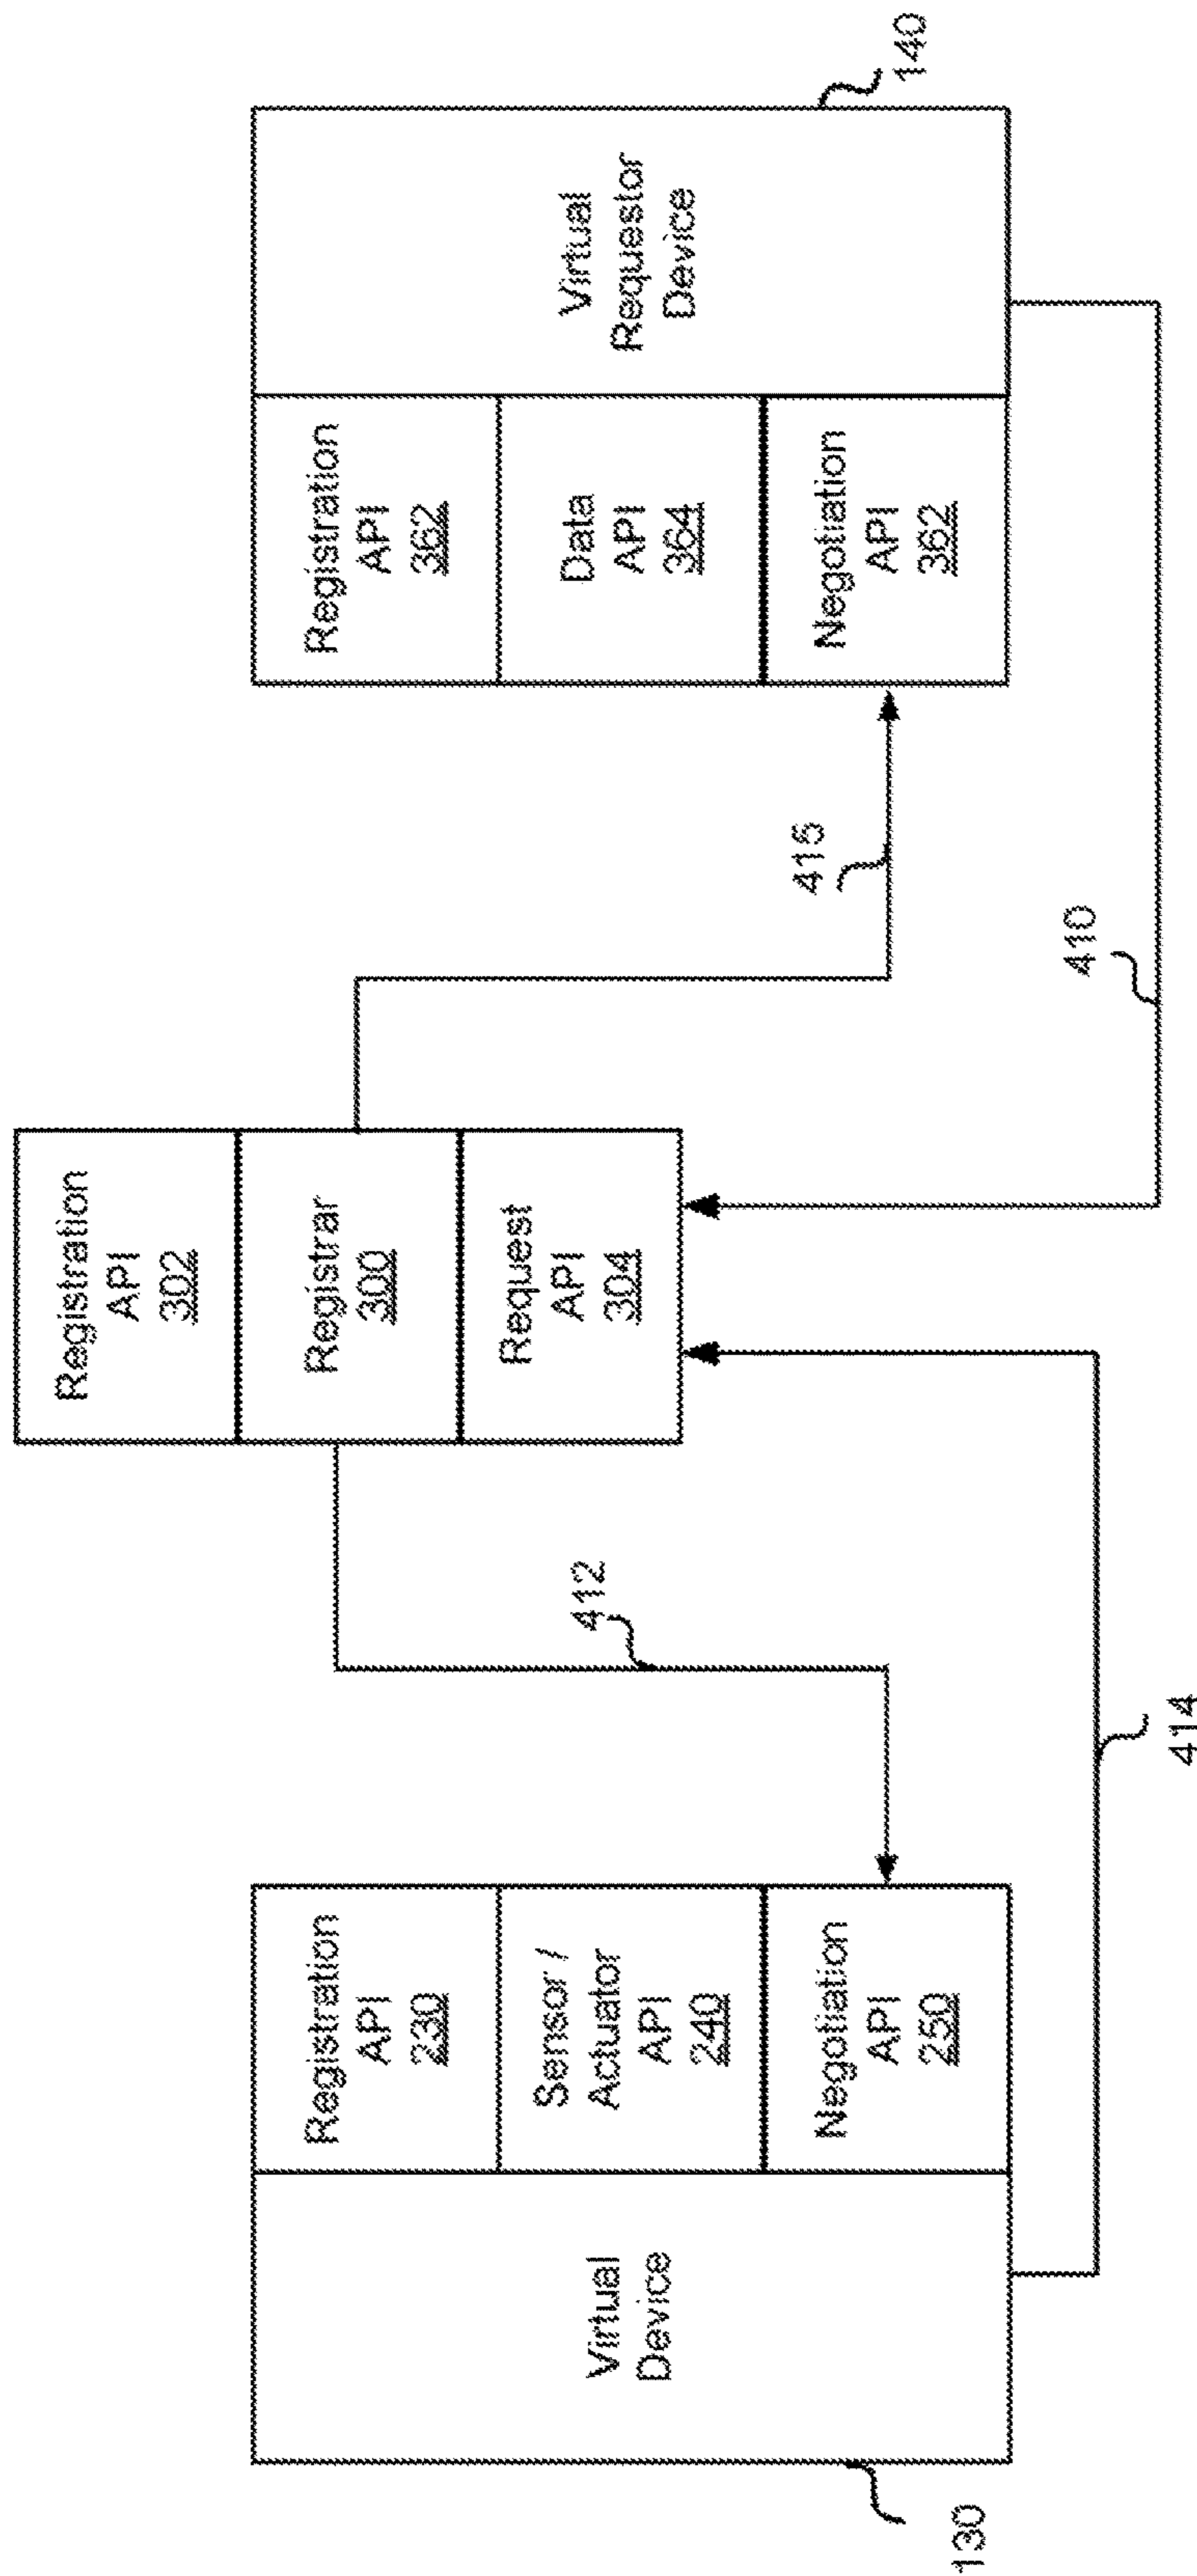 Registration
API
302
Registrar
300
Request
API
304
Virtual
Device
Registration
API
230
Sensor /
Actuator
API
240
Negotiation
API
250
130
412
414
415
410
Registration
API
362
Data
API
364
Negotiation
API
362
Virtual
Requestor
Device
140